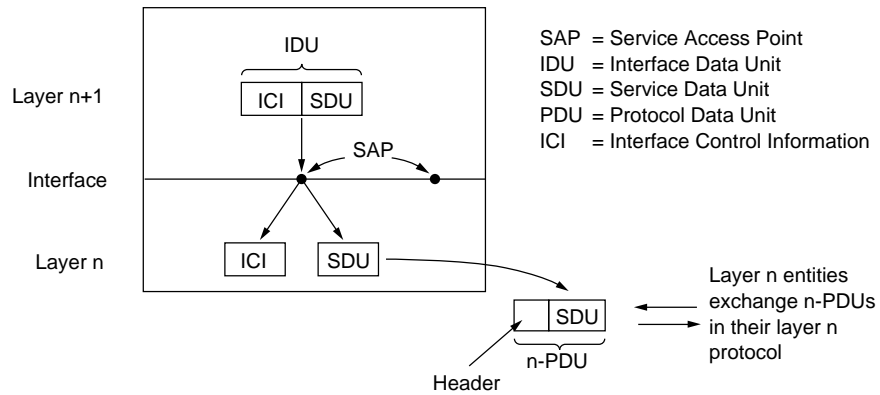 IDU
SAP = Service Access Point
IDU = Interface Data Unit
SDU = Service Data Unit
PDU = Protocol Data Unit
ICI = Interface Control Information
Layer n+1
ICI SDU
SAP
Interface
Layer n
ICI SDU
SDU
n-PDU
Header
Layer n entities
exchange n-PDUs
in their layer n
protocol